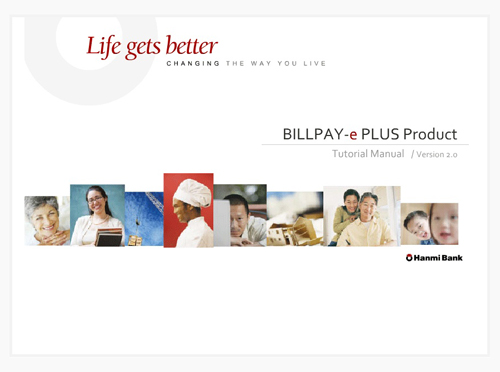 Life gets better
CHANGING THE WAY YOU LIVE
BILLPAY-e PLUS Product
Tutorial Manual / Version 2.0
Hanmi Bank